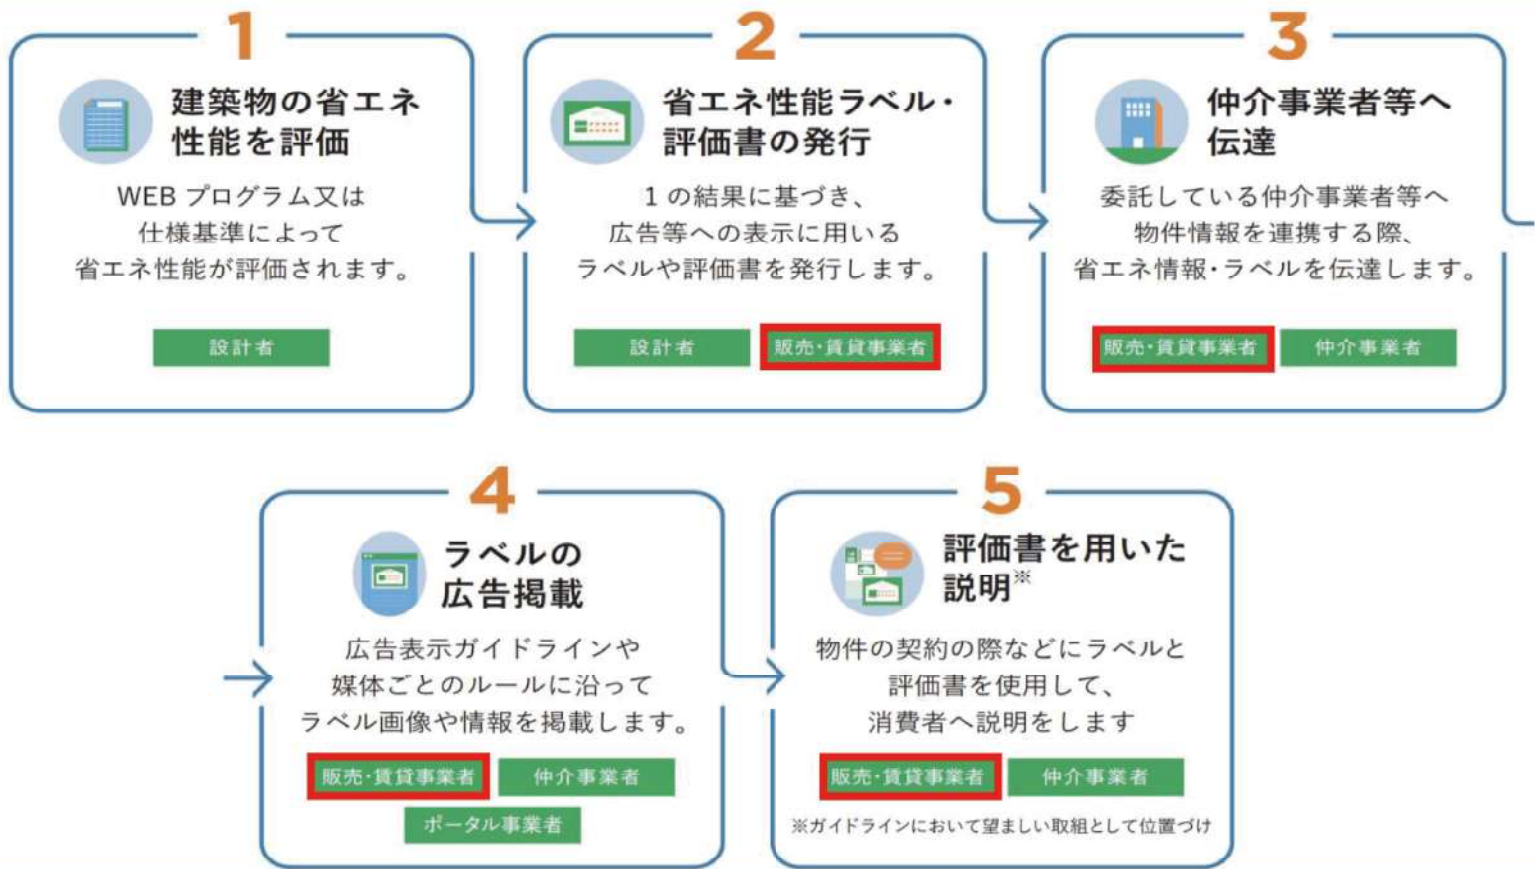 1
建築物の省エネ
性能を評価
WEB プログラム又は
仕様基準によって
省エネ性能が評価されます。
設計者
2
省エネ性能ラベル・
評価書の発行
1 の結果に基づき、
広告等への表示に用いる
ラベルや評価書を発行します。
設計者
販売・賃貸事業者
3
仲介事業者等へ
伝達
委託している仲介事業者等へ
物件情報を連携する際、
省エネ情報・ラベルを伝達します。
販売・賃貸事業者
仲介事業者
4
ラベルの
広告掲載
広告表示ガイドラインや
媒体ごとのルールに沿って
ラベル画像や情報を掲載します。
販売・賃貸事業者
仲介事業者
ポータル事業者
5
評価書を用いた
説明※
物件の契約の際などにラベルと
評価書を使用して、
消費者へ説明をします
販売・賃貸事業者
仲介事業者
※ガイドラインにおいて望ましい取組として位置づけ